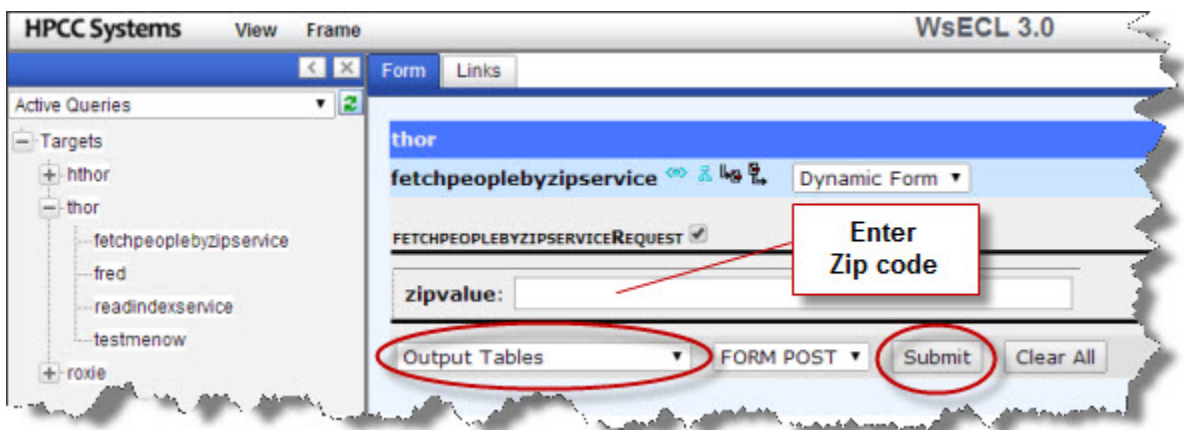 HPCC Systems View Frame WsECL 3.0
Form Links
Active Queries
Targets
hthor
thor
fetchpeoplebyzipservice
fred
readindexservice
testmenow
roxie
thor
fetchpeoplebyzipservice Dynamic Form
FETCHPEOPLEBYZIPSERVICEREQUEST
Enter
Zip code
zipvalue:
Output Tables FORM POST Submit Clear All